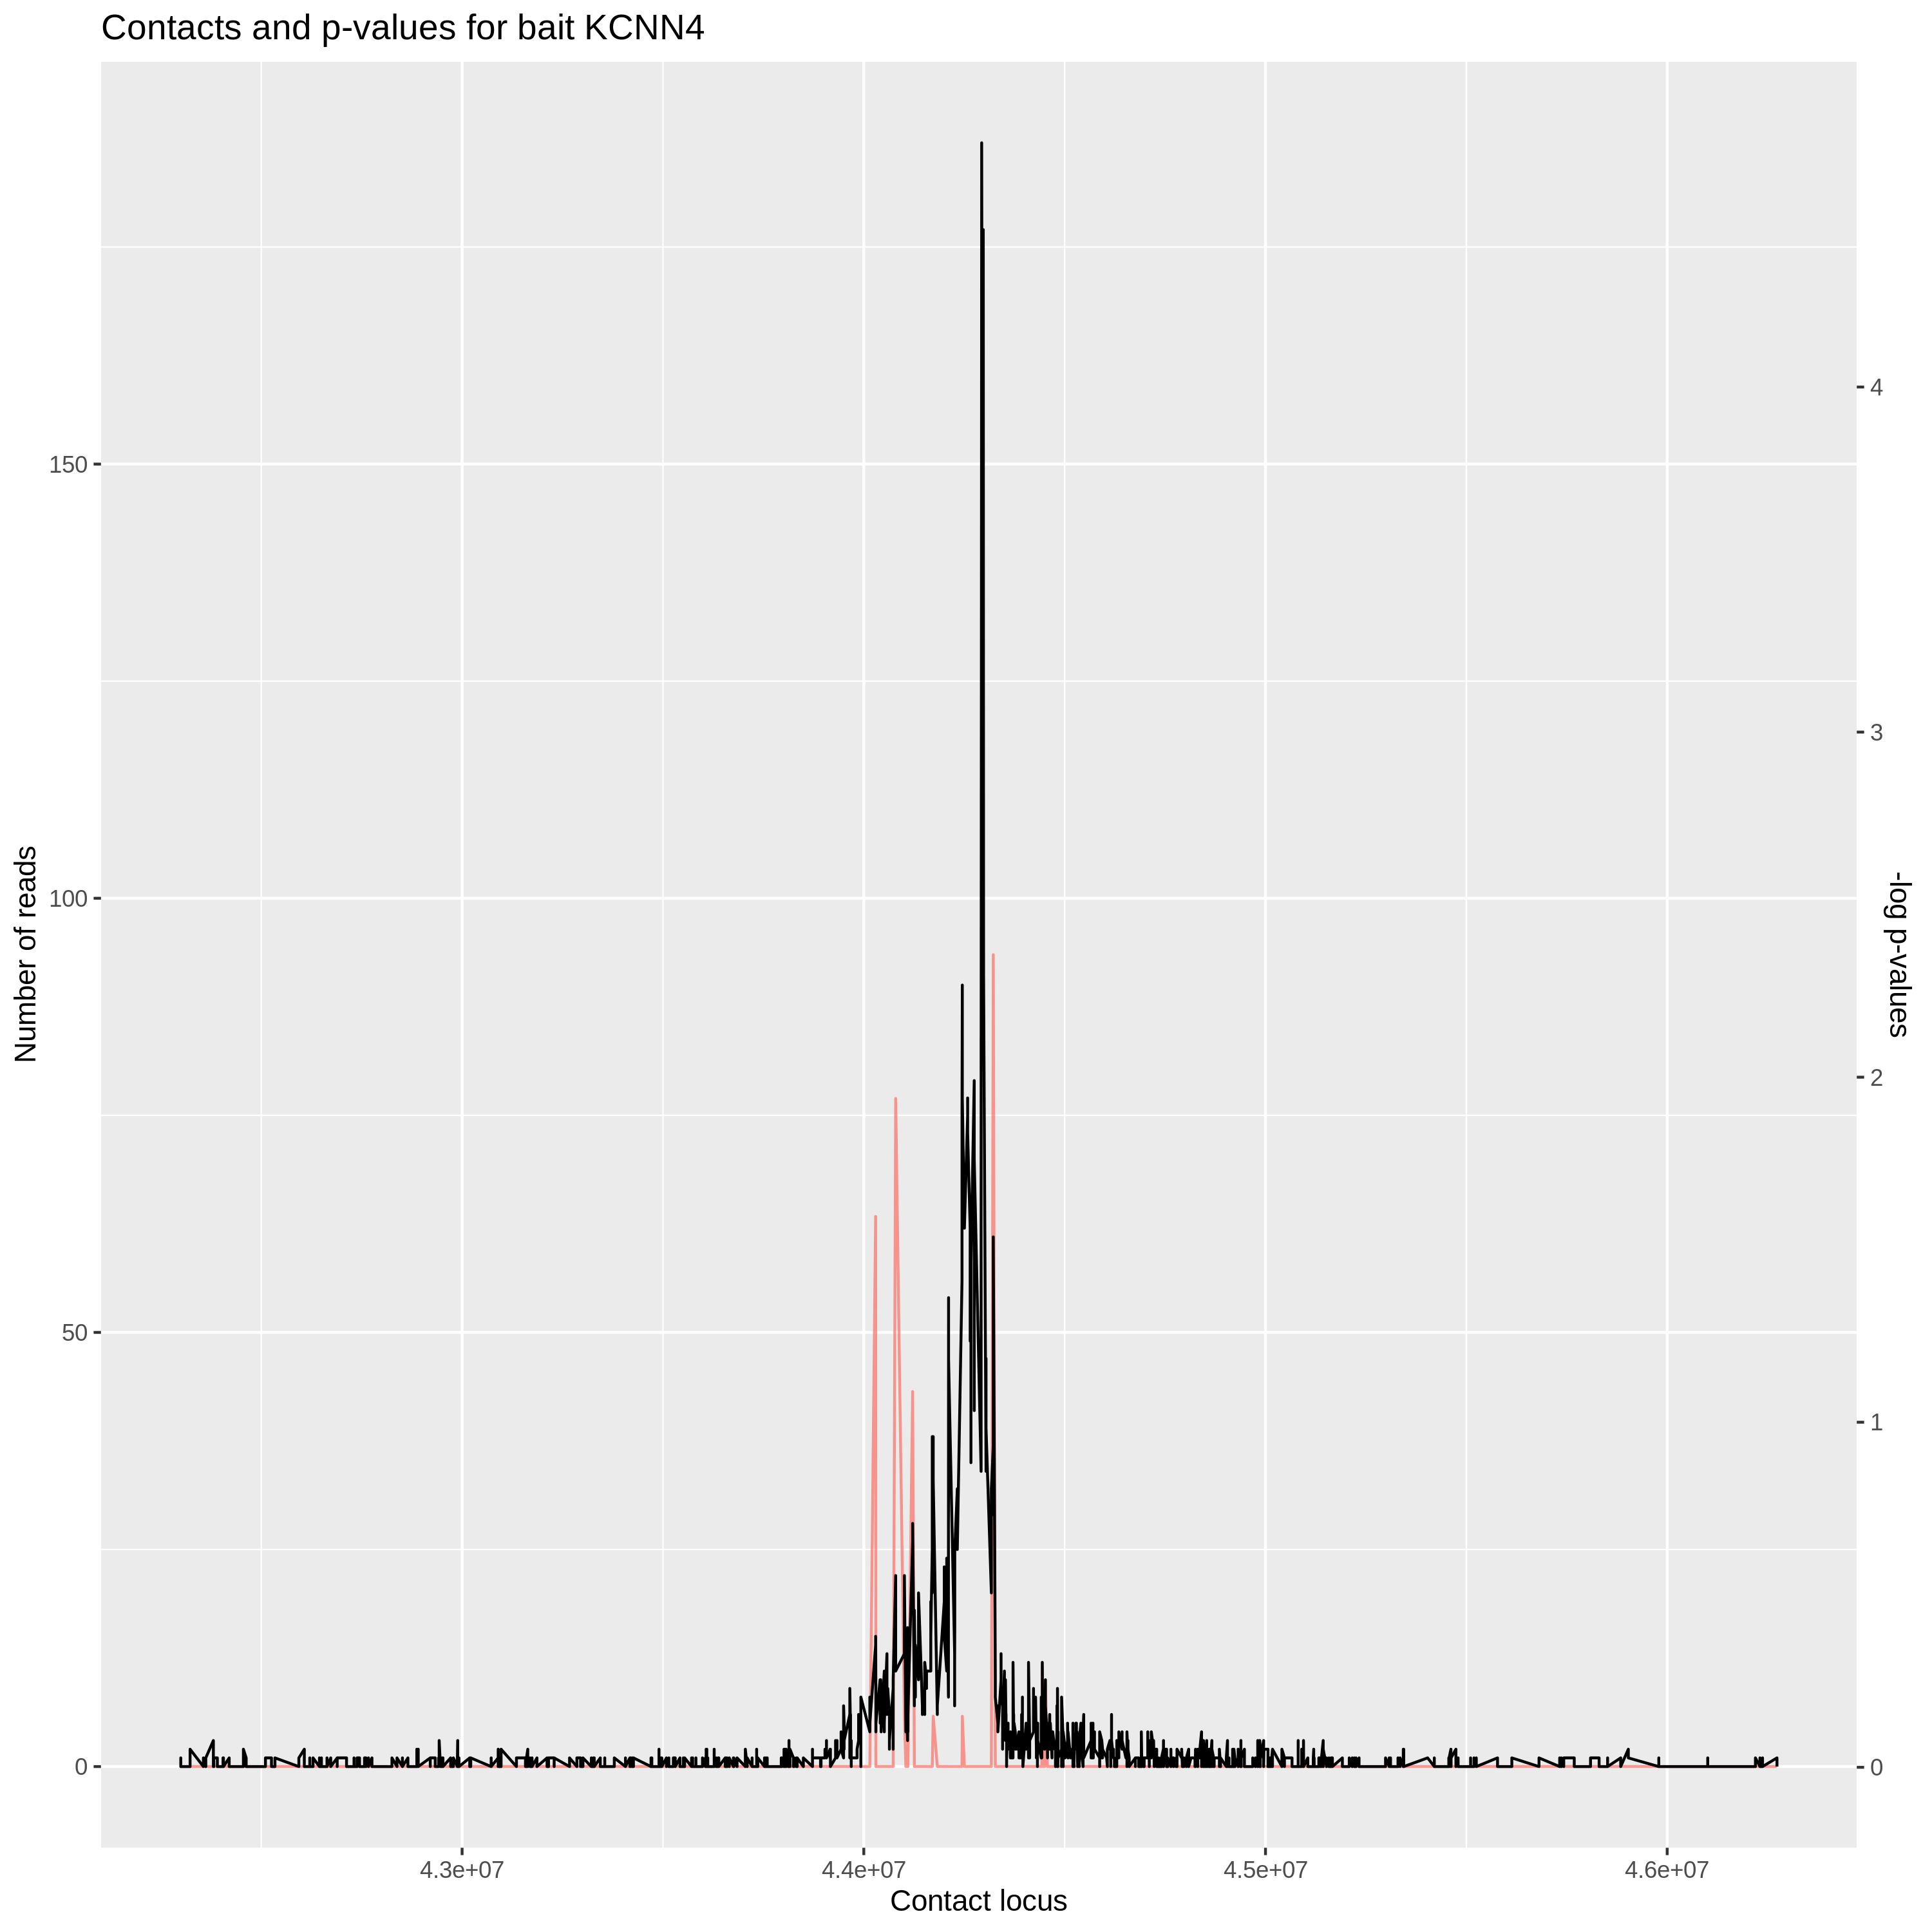 Contacts and p-values for bait KCNN4
Number of reads
150
100
50
0
4
3
2
1
0
-log p-values
4.3e+07
4.4e+07
4.5e+07
4.6e+07
Contact locus